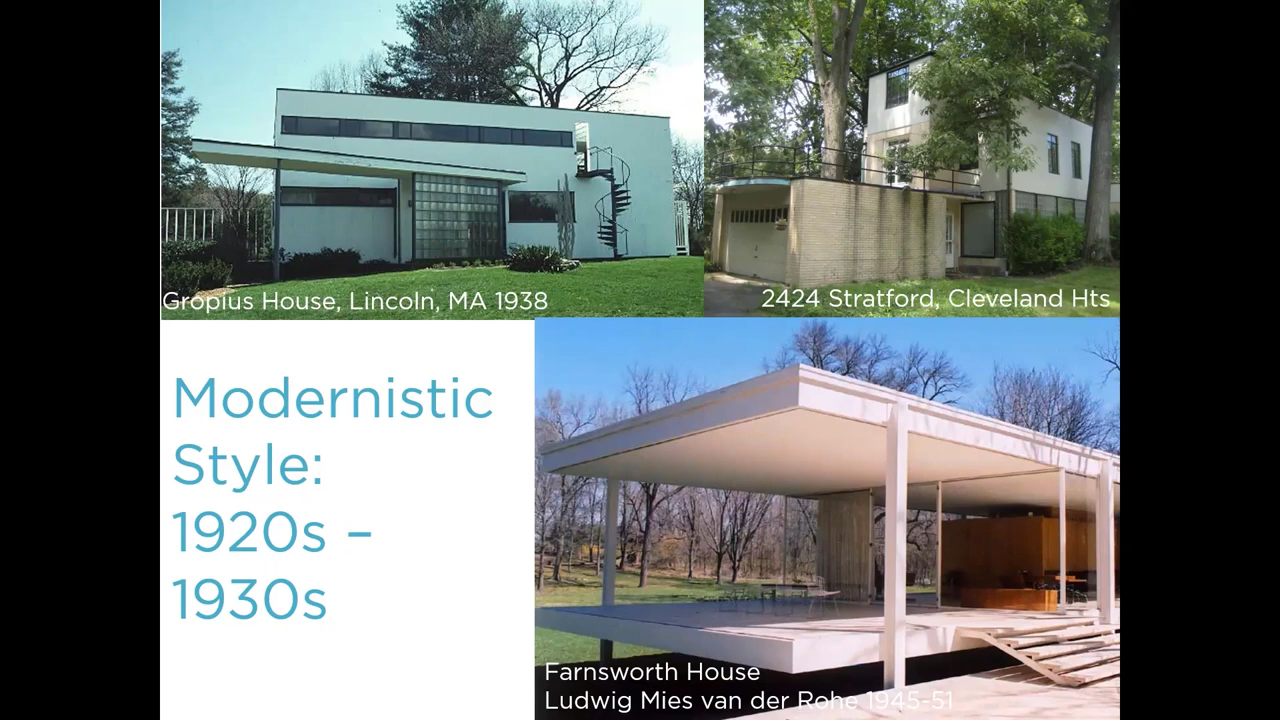 Gropius House, Lincoln, MA 1938
2424 Stratford, Cleveland Hts
Modernistic
Style:
1920s –
1930s
Farnsworth House
Ludwig Mies van der Rohe 1945-51